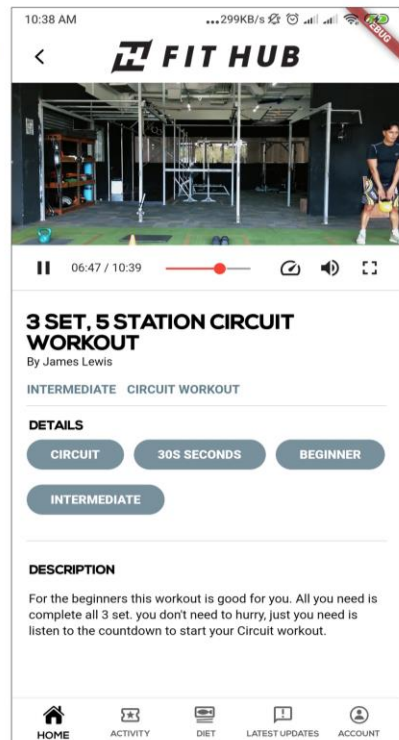 10:38 AM
...299KB/s
DEBUG
FIT HUB
06:47 / 10:39
3 SET, 5 STATION CIRCUIT
WORKOUT
By James Lewis
INTERMEDIATE CIRCUIT WORKOUT
DETAILS
CIRCUIT 30S SECONDS BEGINNER
INTERMEDIATE
DESCRIPTION
For the beginners this workout is good for you. All you need is
complete all 3 set. you don't need to hurry, just you need is
listen to the countdown to start your Circuit workout.
HOME ACTIVITY DIET LATEST UPDATES ACCOUNT